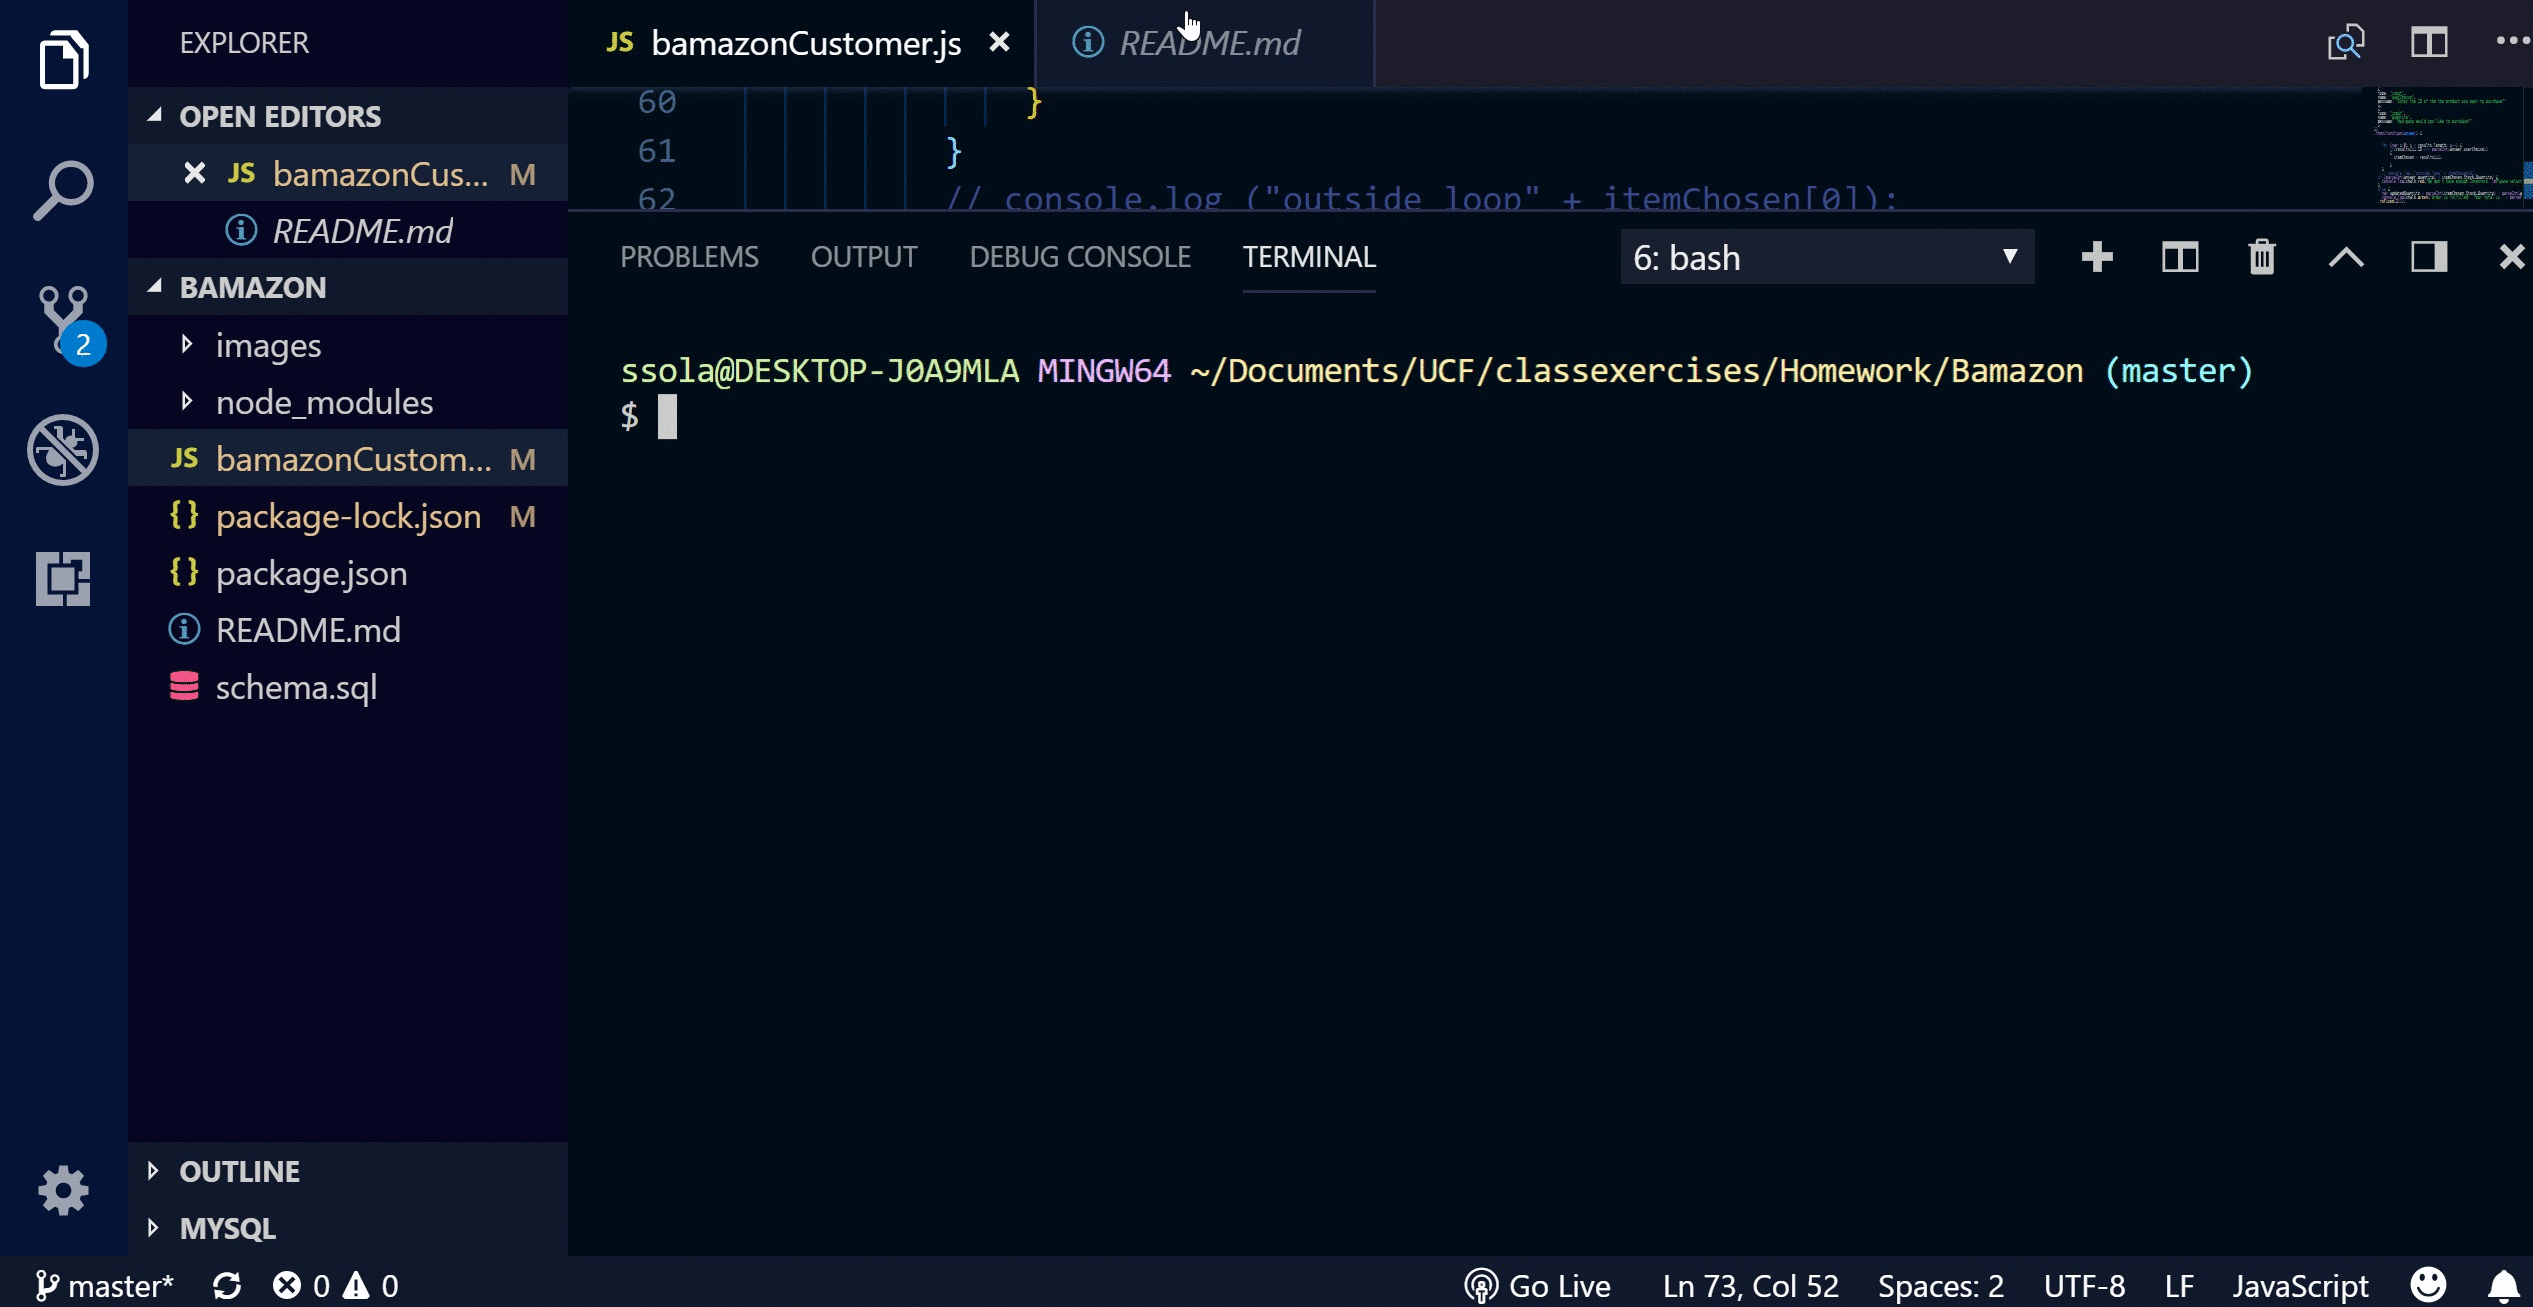 EXPLORER
OPEN EDITORS
JS bamazonCus... M
README.md
BAMAZON
images
node_modules
JS bamazonCustom... M
{} package-lock.json M
{} package.json
README.md
schema.sql
OUTLINE
MYSQL
2
JS bamazonCustomer.js
README.md
60 }
61 }
62 // console.log ("outside loop" + itemChosen[0]);
PROBLEMS OUTPUT DEBUG CONSOLE TERMINAL 6: bash
ssola@DESKTOP-J0A9MLA MINGW64 ~/Documents/UCF/classexercises/Homework/Bamazon (master)
$
master* 0 0 Go Live Ln 73, Col 52 Spaces: 2 UTF-8 LF JavaScript